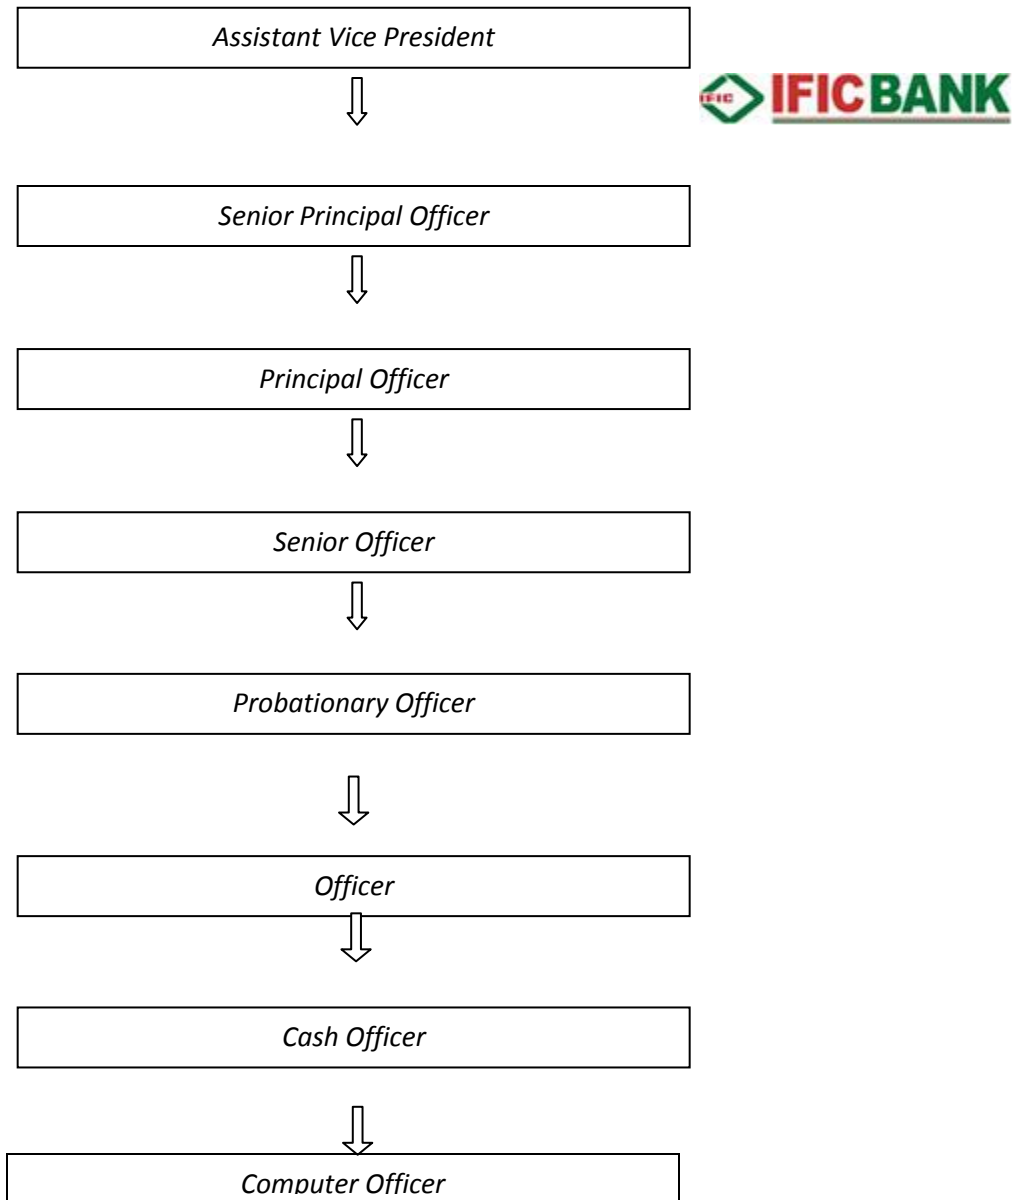 Assistant Vice President
IFIC
IFIC BANK
Senior Principal Officer
Principal Officer
Senior Officer
Probationary Officer
Officer
Cash Officer
Computer Officer